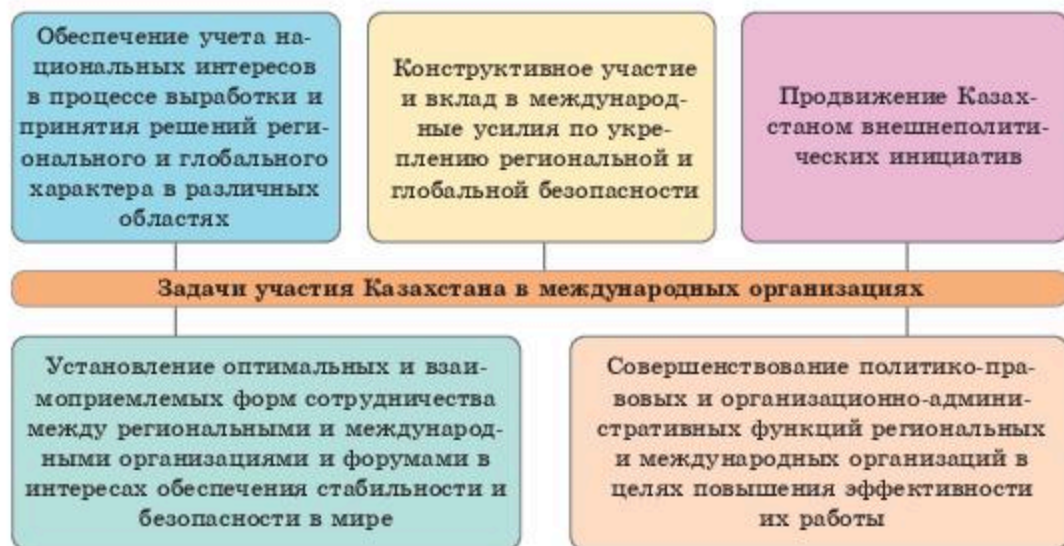 Обеспечение учета на-
циональных интересов
в процессе выработки и
принятия решений реги-
онального и глобального
характера в различных
областях
Конструктивное участие
и вклад в международ-
ные усилия по укре-
плению региональной и
глобальной безопасности
Продвижение Казах-
станом внешнеполити-
ческих инициатив
Задачи участия Казахстана в международных организациях
Установление оптимальных и взаи-
моприемлемых форм сотрудничества
между региональными и международ-
ными организациями и форумами в
интересах обеспечения стабильности и
безопасности в мире
Совершенствование политико-пра-
вовых и организационно-админи-
стративных функций региональных
и международных организаций в
целях повышения эффективности
их работы